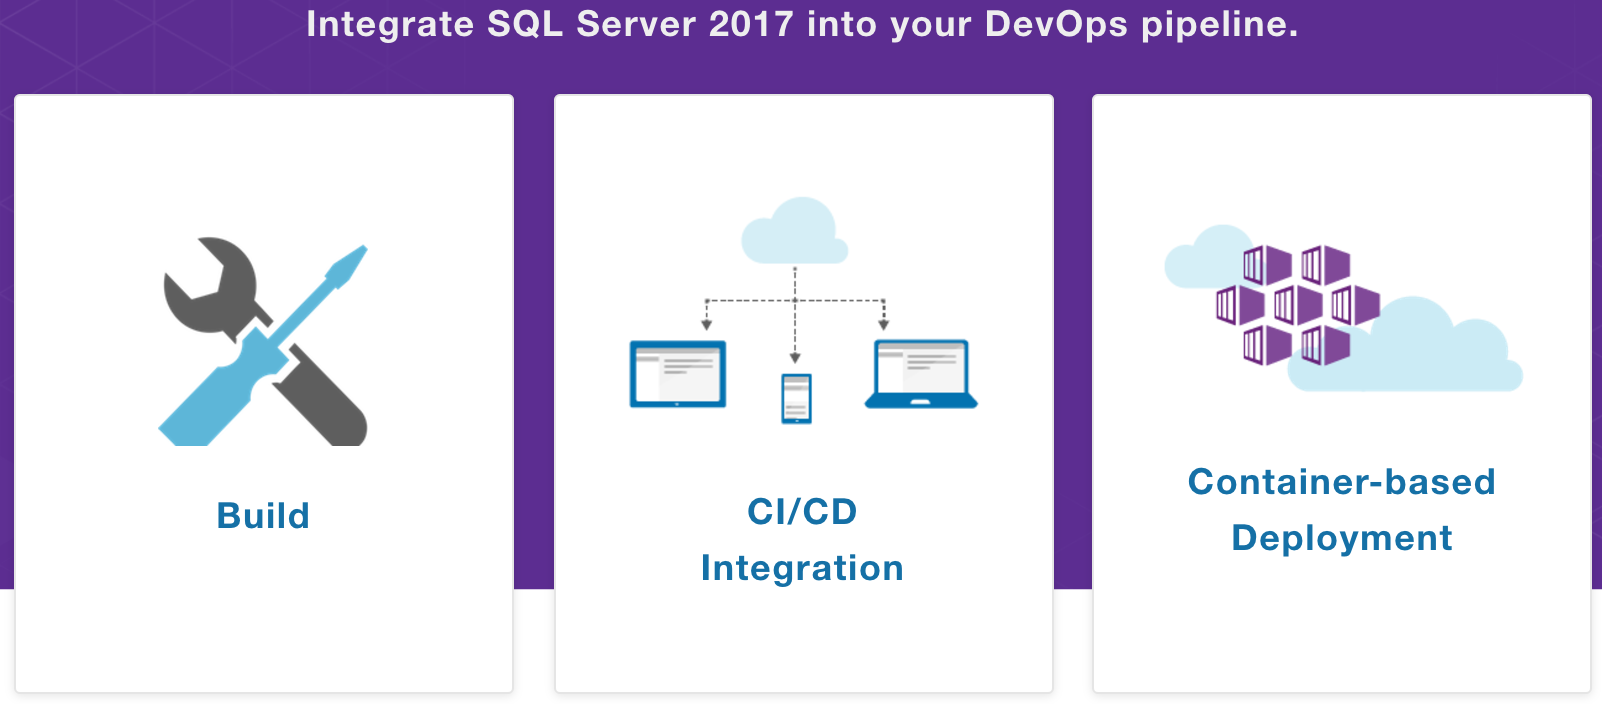 Integrate SQL Server 2017 into your DevOps pipeline.
Build
CI/CD
Integration
Container-based
Deployment